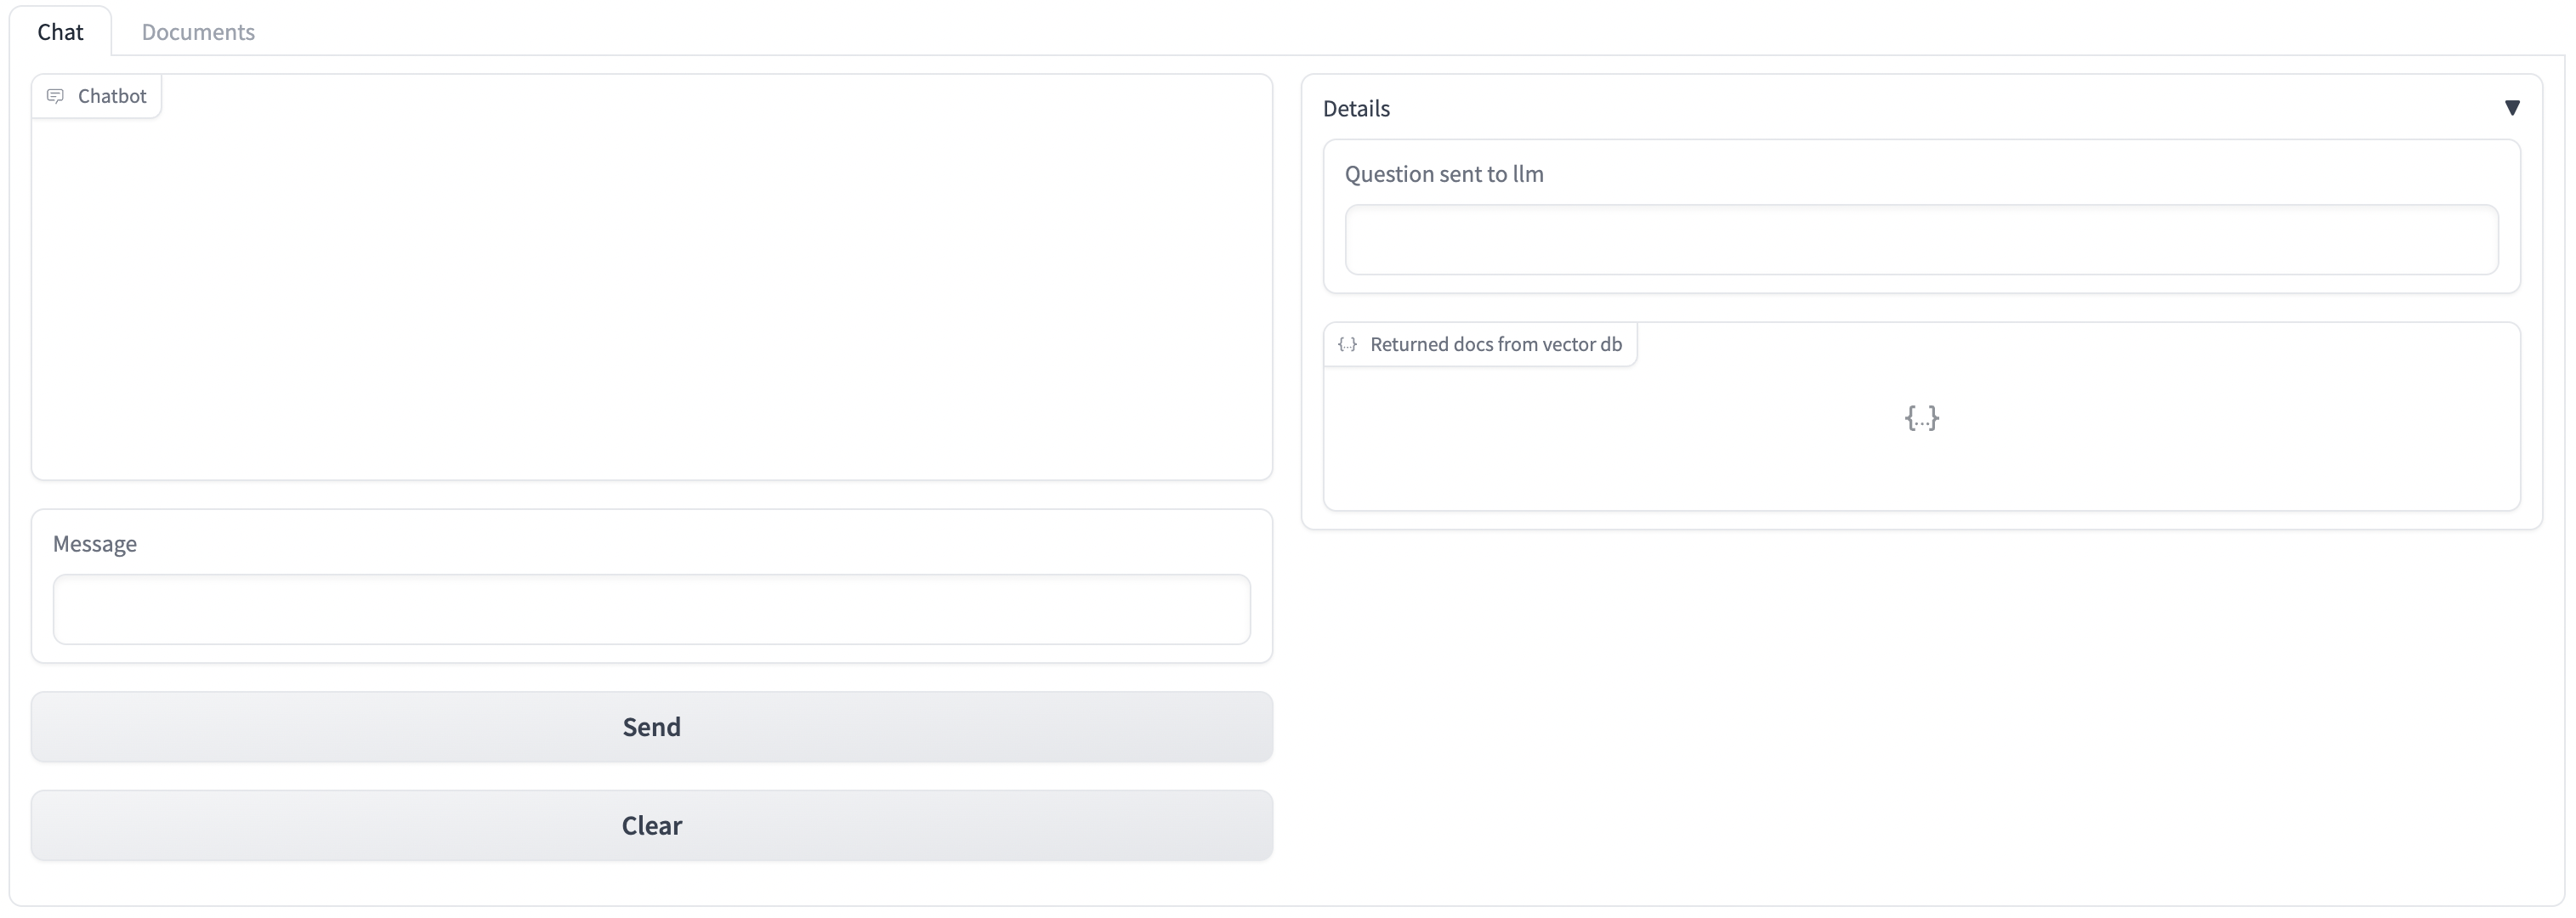 Chat
Documents
Chatbot
Message
Send
Clear
Details
Question sent to llm
{...} Returned docs from vector db
{...}